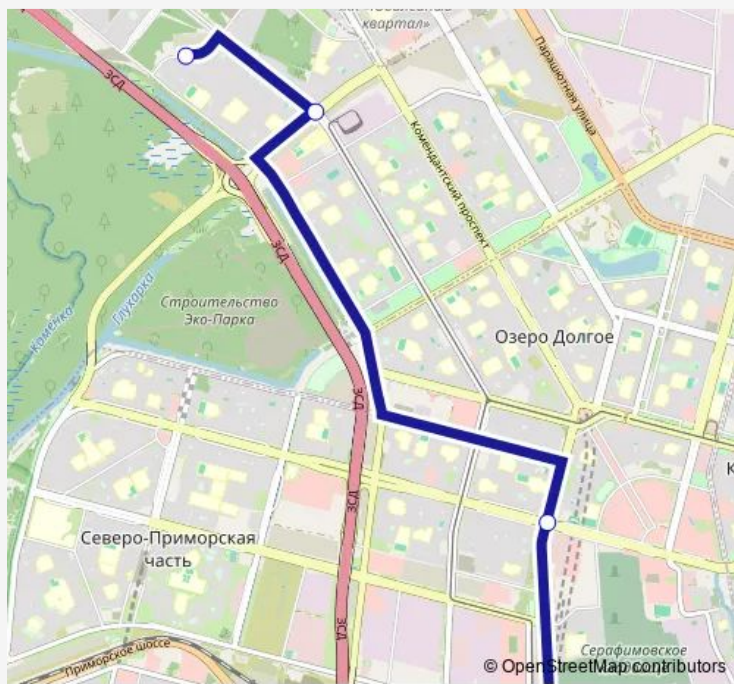 квартал»
ЗСД
Парашютная улица
Комендантский проспект
ЗСД
Глухарка
Каменка
Строительство
Эко-Парка
Озеро Долгое
ЗСД
К
ЗСД
Северо-Приморская
часть
ЗСД
Приморское шоссе
Серафимовское
© OpenStreetMap contributors